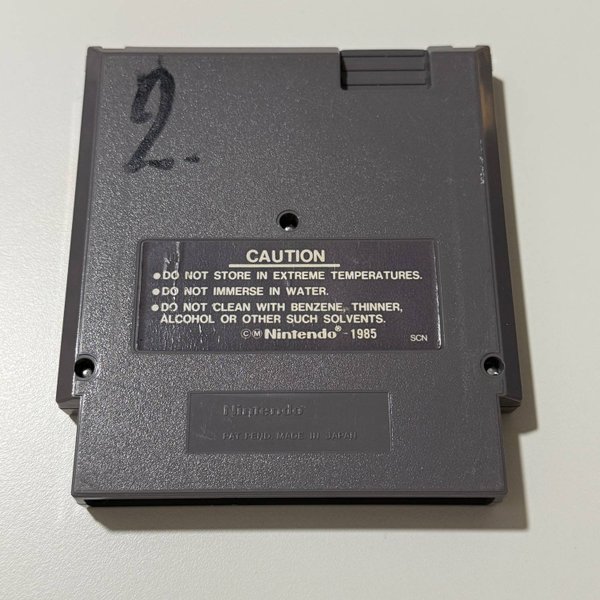 2.
CAUTION
●DO NOT STORE IN EXTREME TEMPERATURES.
●DO NOT IMMERSE IN WATER.
●DO NOT CLEAN WITH BENZENE, THINNER,
ALCOHOL OR OTHER SUCH SOLVENTS.
©Ⓜ Nintendo® 1985
SCN
Nintendo®
PAT. PEND. MADE IN JAPAN